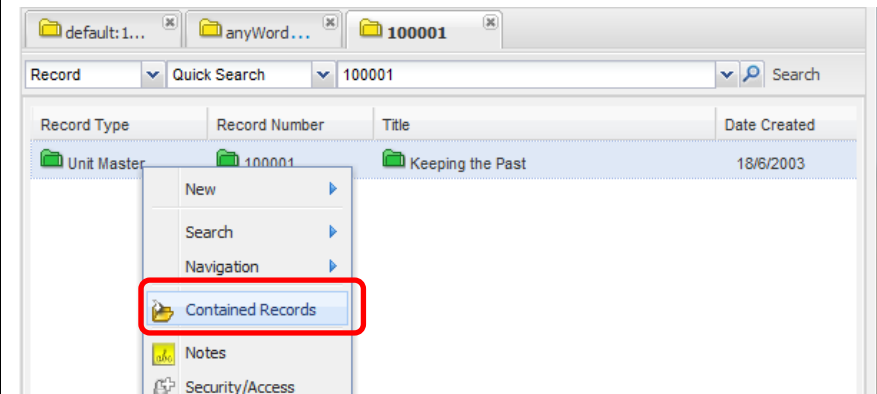 default:1... anyWord... 100001
Record Quick Search 100001 Search
Record Type Record Number Title Date Created
Unit Master 100001 Keeping the Past 18/6/2003
New
Search
Navigation
Contained Records
abc Notes
Security/Access